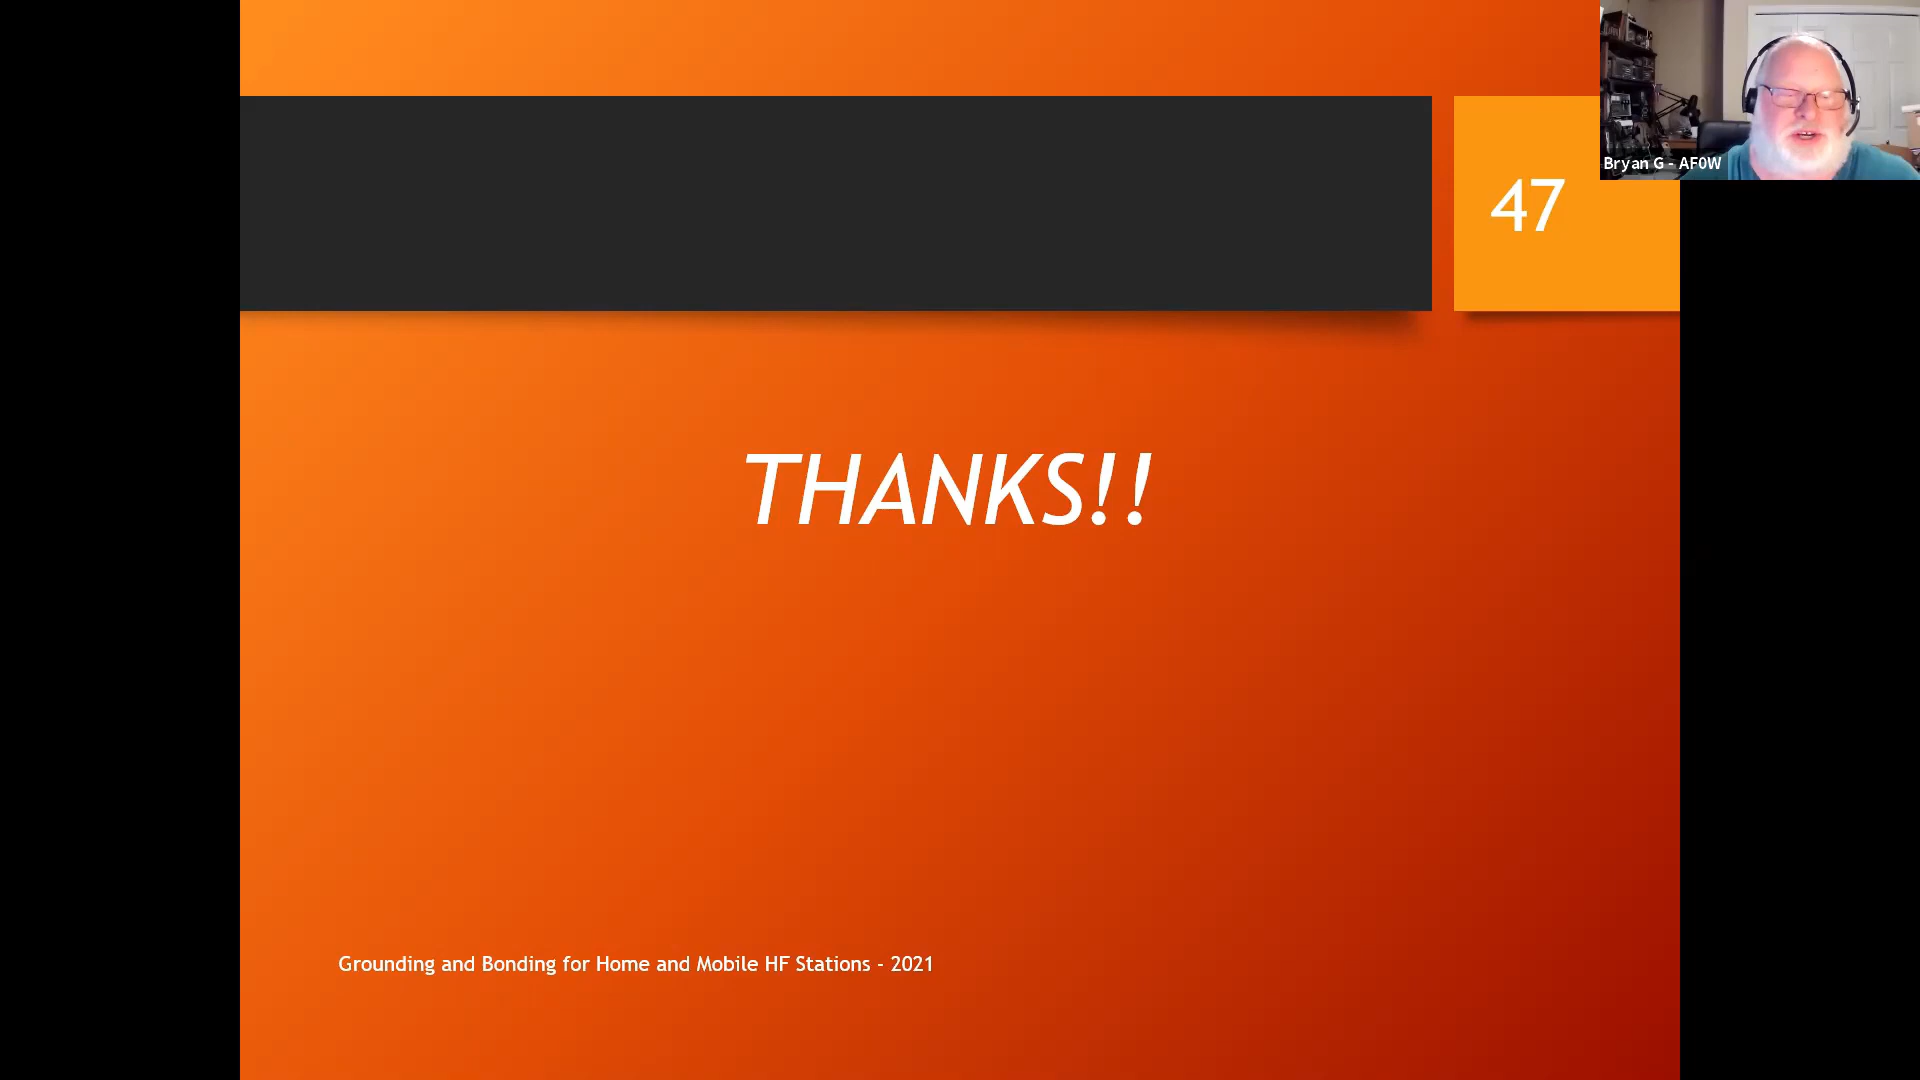 Bryan G - AF0W
47
THANKS!!
Grounding and Bonding for Home and Mobile HF Stations - 2021